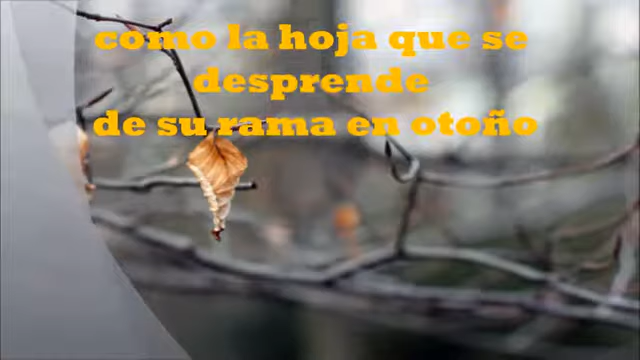 como la hoja que se
desprende
de su rama en otoño